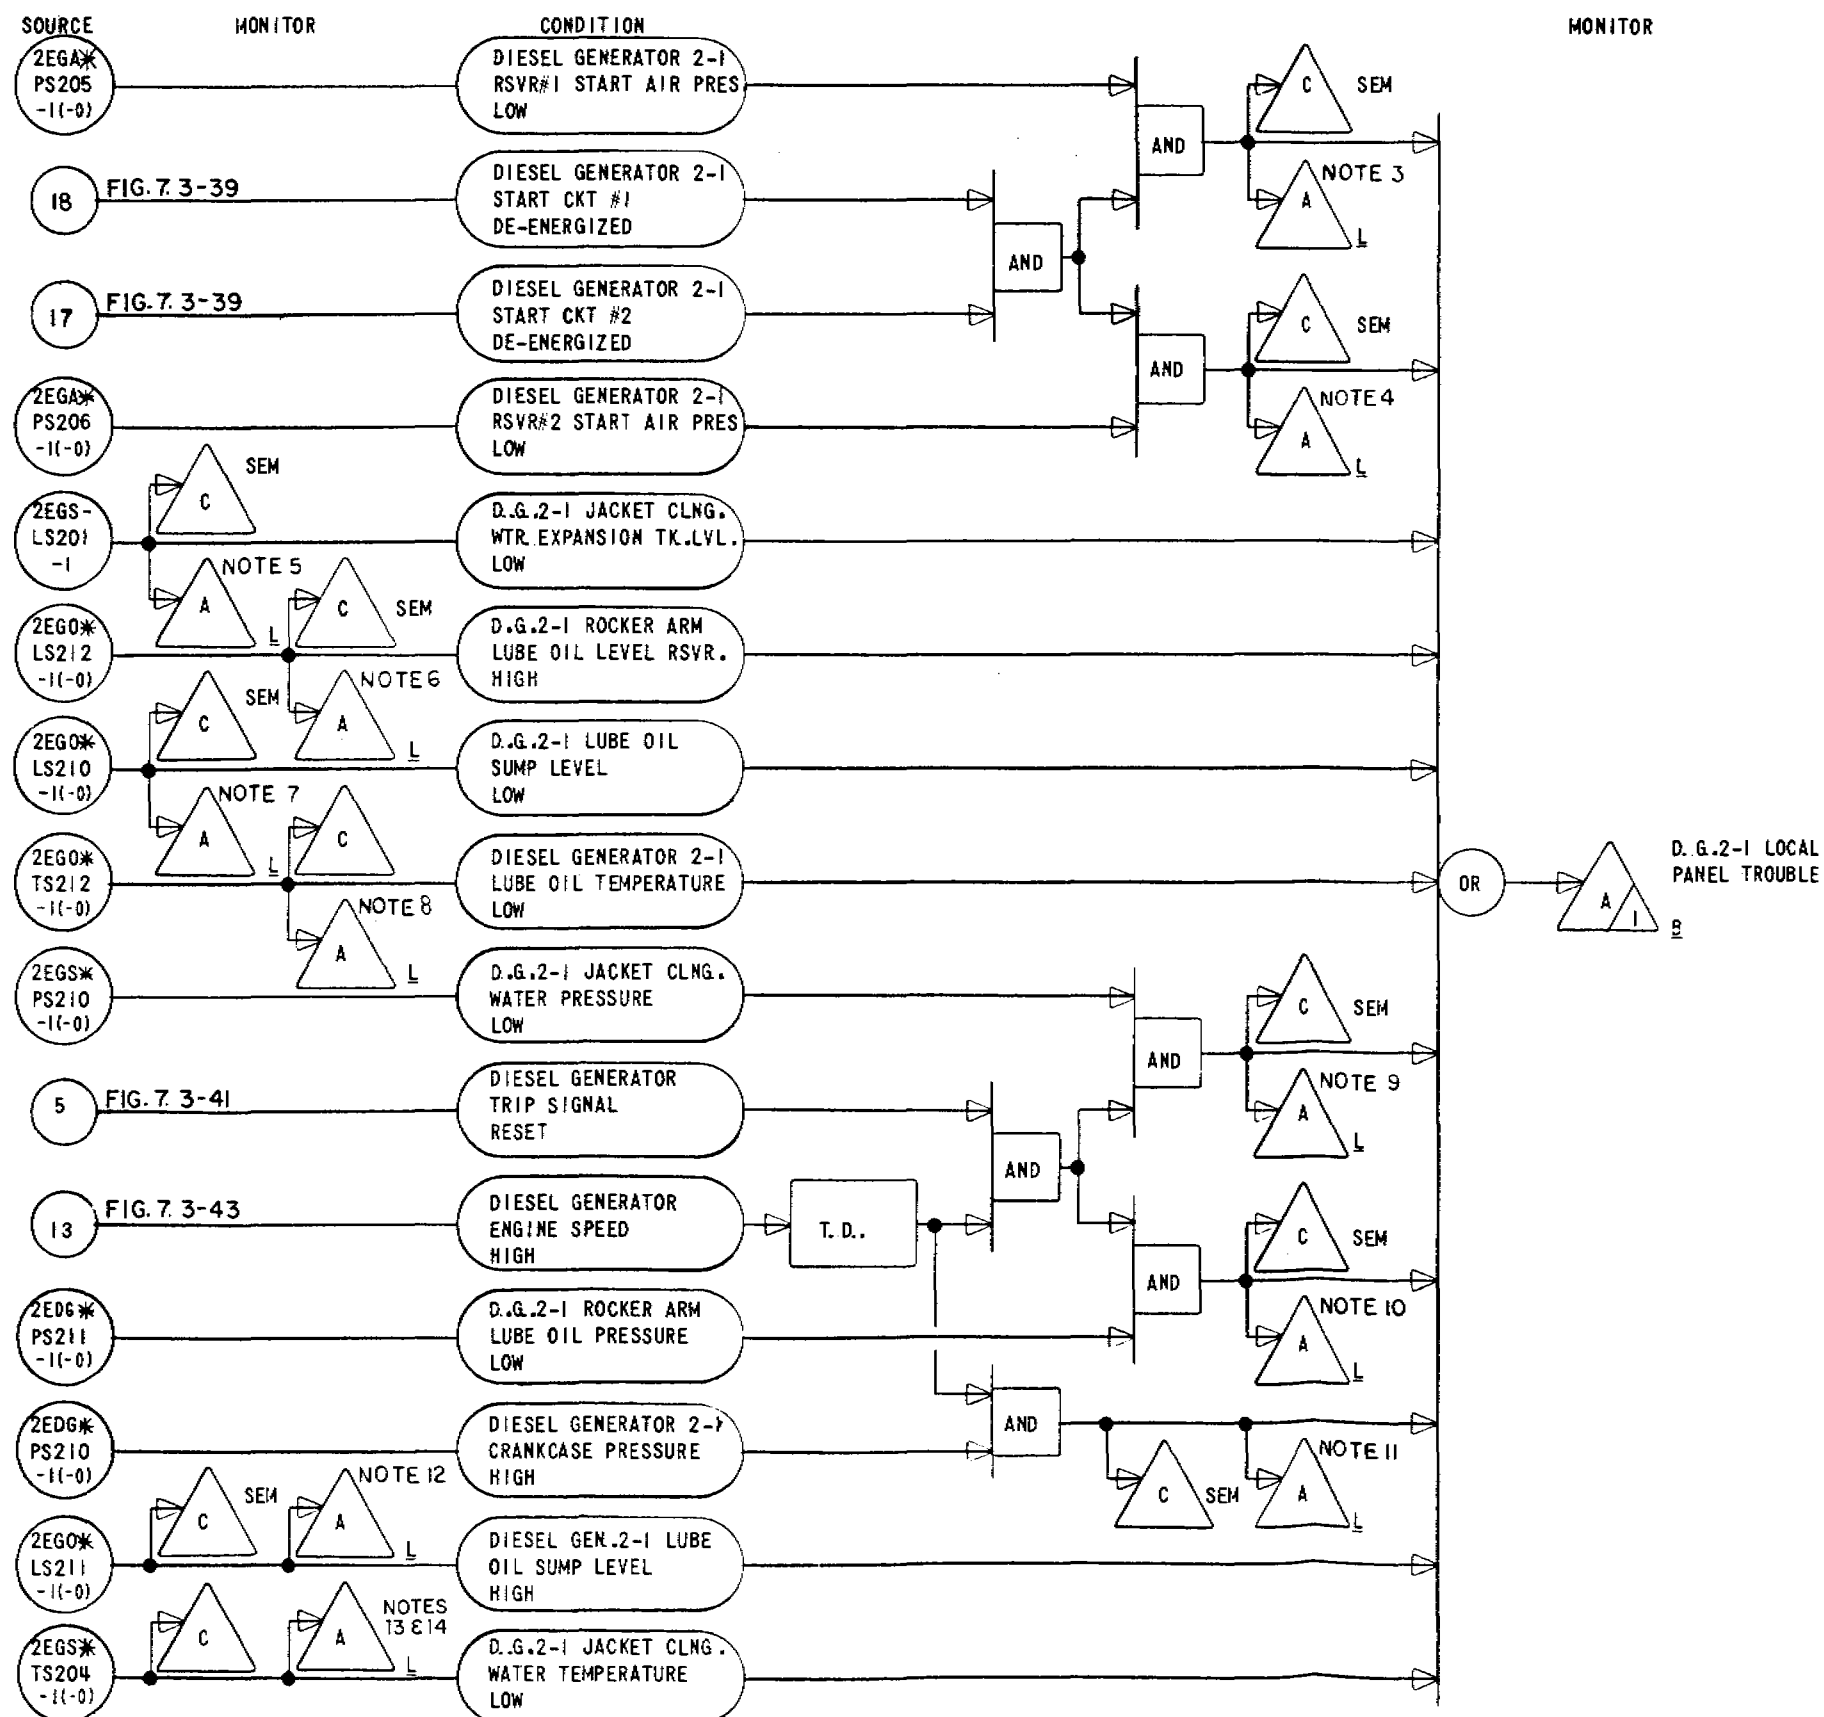 SOURCE MONITOR CONDITION MONITOR
2EGA*
PS205
-1(-0)
DIESEL GENERATOR 2-1
RSVR#1 START AIR PRES
LOW
AND
C
SEM
A
NOTE 3
L
18
FIG.7.3-39
DIESEL GENERATOR 2-1
START CKT #1
DE-ENERGIZED
AND
17
FIG.7.3-39
DIESEL GENERATOR 2-1
START CKT #2
DE-ENERGIZED
AND
C
SEM
A
NOTE 4
L
2EGA*
PS206
-1(-0)
DIESEL GENERATOR 2-1
RSVR#2 START AIR PRES
LOW
2EGS-
LS201
-1
C
SEM
A
NOTE 5
L
D.G.2-1 JACKET CLNG.
WTR.EXPANSION TK.LVL.
LOW
2EGO*
LS212
-1(-0)
C
SEM
A
NOTE 6
L
D.G.2-1 ROCKER ARM
LUBE OIL LEVEL RSVR.
HIGH
2EGO*
LS210
-1(-0)
C
SEM
A
NOTE 7
L
D.G.2-1 LUBE OIL
SUMP LEVEL
LOW
2EGO*
TS212
-1(-0)
C
A
NOTE 8
L
DIESEL GENERATOR 2-1
LUBE OIL TEMPERATURE
LOW
OR
A
1
B
D.G.2-1 LOCAL
PANEL TROUBLE
2EGS*
PS210
-1(-0)
D.G.2-1 JACKET CLNG.
WATER PRESSURE
LOW
AND
C
SEM
A
NOTE 9
L
5
FIG.7.3-41
DIESEL GENERATOR
TRIP SIGNAL
RESET
AND
13
FIG.7.3-43
DIESEL GENERATOR
ENGINE SPEED
HIGH
T.D..
AND
C
SEM
A
NOTE 10
L
2EDG*
PS211
-1(-0)
D.G.2-1 ROCKER ARM
LUBE OIL PRESSURE
LOW
2EDG*
PS210
-1(-0)
DIESEL GENERATOR 2-1
CRANKCASE PRESSURE
HIGH
AND
C
SEM
A
NOTE 11
L
2EGO*
LS211
-1(-0)
C
SEM
A
NOTE 12
L
DIESEL GEN.2-1 LUBE
OIL SUMP LEVEL
HIGH
2EGS*
TS204
-1(-0)
C
A
NOTES
13 & 14
L
D.G.2-1 JACKET CLNG.
WATER TEMPERATURE
LOW